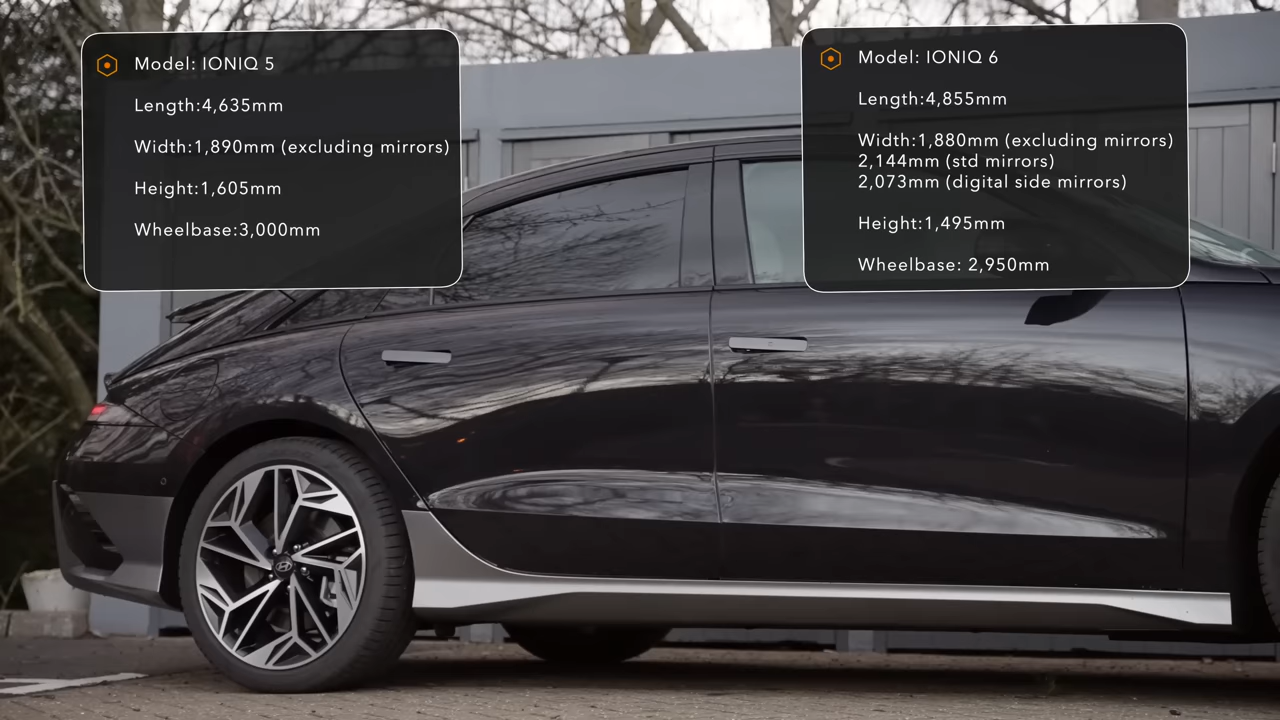 Model: IONIQ 5
Length:4,635mm
Width:1,890mm (excluding mirrors)
Height:1,605mm
Wheelbase:3,000mm
Model: IONIQ 6
Length:4,855mm
Width:1,880mm (excluding mirrors)
2,144mm (std mirrors)
2,073mm (digital side mirrors)
Height:1,495mm
Wheelbase: 2,950mm